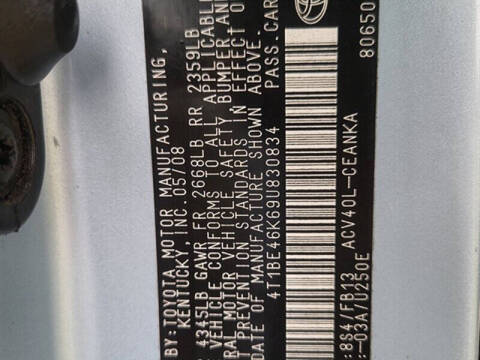 BY:TOYOTA MOTOR MANUFACTURING,
KENTUCKY, INC. 05/08
4345LB GAWR FR 2668LB RR 2359LB
VEHICLE CONFORMS TO ALL APPLICABLE
RAL MOTOR VEHICLE SAFETY, BUMPER AND
T PREVENTION STANDARDS IN EFFECT O
DATE OF MANUFACTURE SHOWN ABOVE.
4T1BE46K69U830834 PASS.CAR
ACV40L-CEANKA 80650
8S4/FB13
:-03A/U250E